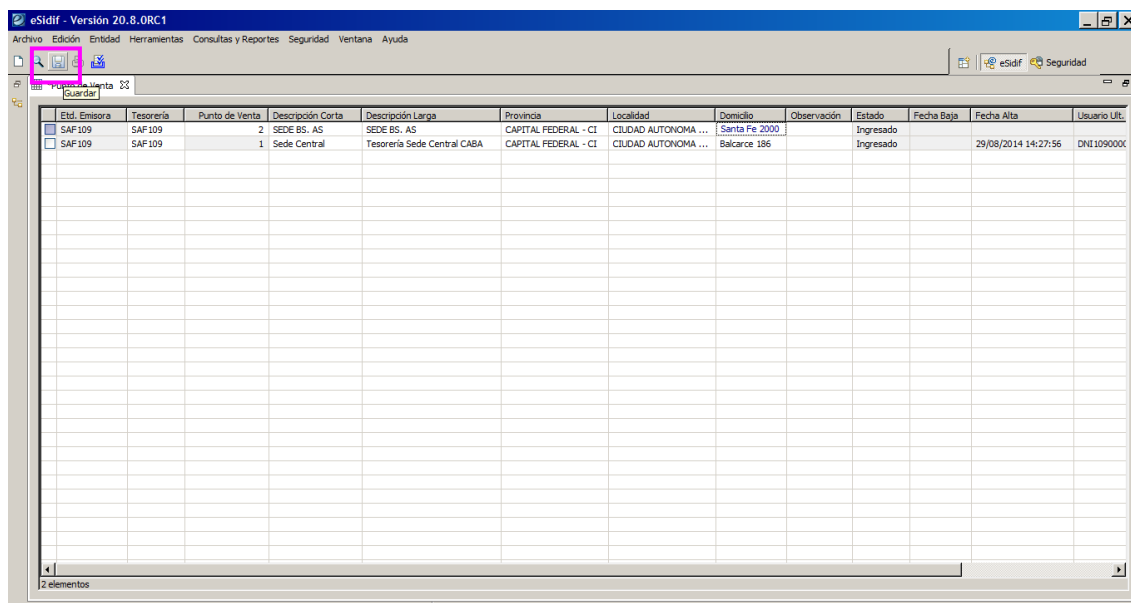 eSidif - Versión 20.8.0RC1
Archivo Edición Entidad Herramientas Consultas y Reportes Seguridad Ventana Ayuda
eSidif Seguridad
Punto de Venta
Guardar
Etd. Emisora Tesorería Punto de Venta Descripción Corta Descripción Larga Provincia Localidad Domicilio Observación Estado Fecha Baja Fecha Alta Usuario Ult.
SAF109 SAF109 2 SEDE BS. AS SEDE BS. AS CAPITAL FEDERAL - CI CIUDAD AUTONOMA ... Santa Fe 2000 Ingresado
SAF109 SAF109 1 Sede Central Tesorería Sede Central CABA CAPITAL FEDERAL - CI CIUDAD AUTONOMA ... Balcarce 186 Ingresado 29/08/2014 14:27:56 DNI1090000
2 elementos